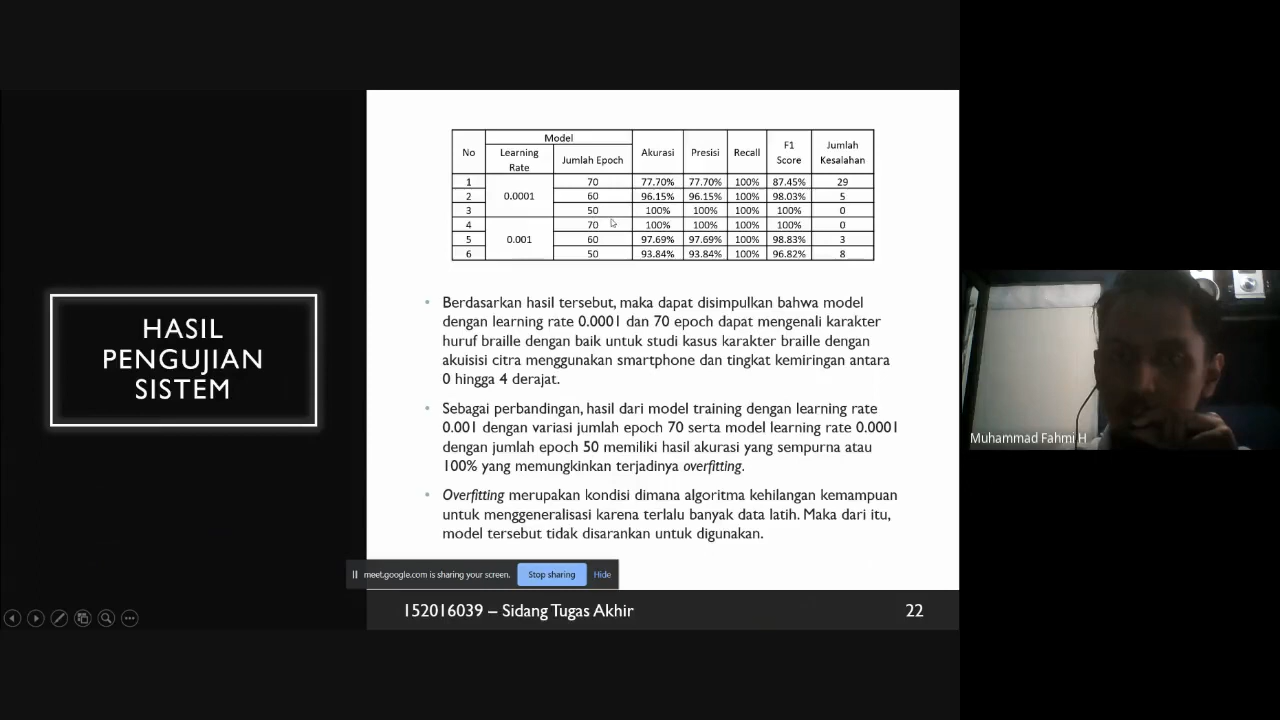 HASIL
PENGUJIAN
SISTEM
No Model Akurasi Presisi Recall F1 Score Jumlah Kesalahan
Learning Rate Jumlah Epoch
1 0.0001 70 77.70% 77.70% 100% 87.45% 29
2 60 96.15% 96.15% 100% 98.03% 5
3 50 100% 100% 100% 100% 0
4 0.001 70 100% 100% 100% 100% 0
5 60 97.69% 97.69% 100% 98.83% 3
6 50 93.84% 93.84% 100% 96.82% 8
• Berdasarkan hasil tersebut, maka dapat disimpulkan bahwa model
dengan learning rate 0.0001 dan 70 epoch dapat mengenali karakter
huruf braille dengan baik untuk studi kasus karakter braille dengan
akuisisi citra menggunakan smartphone dan tingkat kemiringan antara
0 hingga 4 derajat.
• Sebagai perbandingan, hasil dari model training dengan learning rate
0.001 dengan variasi jumlah epoch 70 serta model learning rate 0.0001
dengan jumlah epoch 50 memiliki hasil akurasi yang sempurna atau
100% yang memungkinkan terjadinya overfitting.
• Overfitting merupakan kondisi dimana algoritma kehilangan kemampuan
untuk menggeneralisasi karena terlalu banyak data latih. Maka dari itu,
model tersebut tidak disarankan untuk digunakan.
meet.google.com is sharing your screen. Stop sharing Hide
152016039 – Sidang Tugas Akhir 22
Muhammad Fahmi H